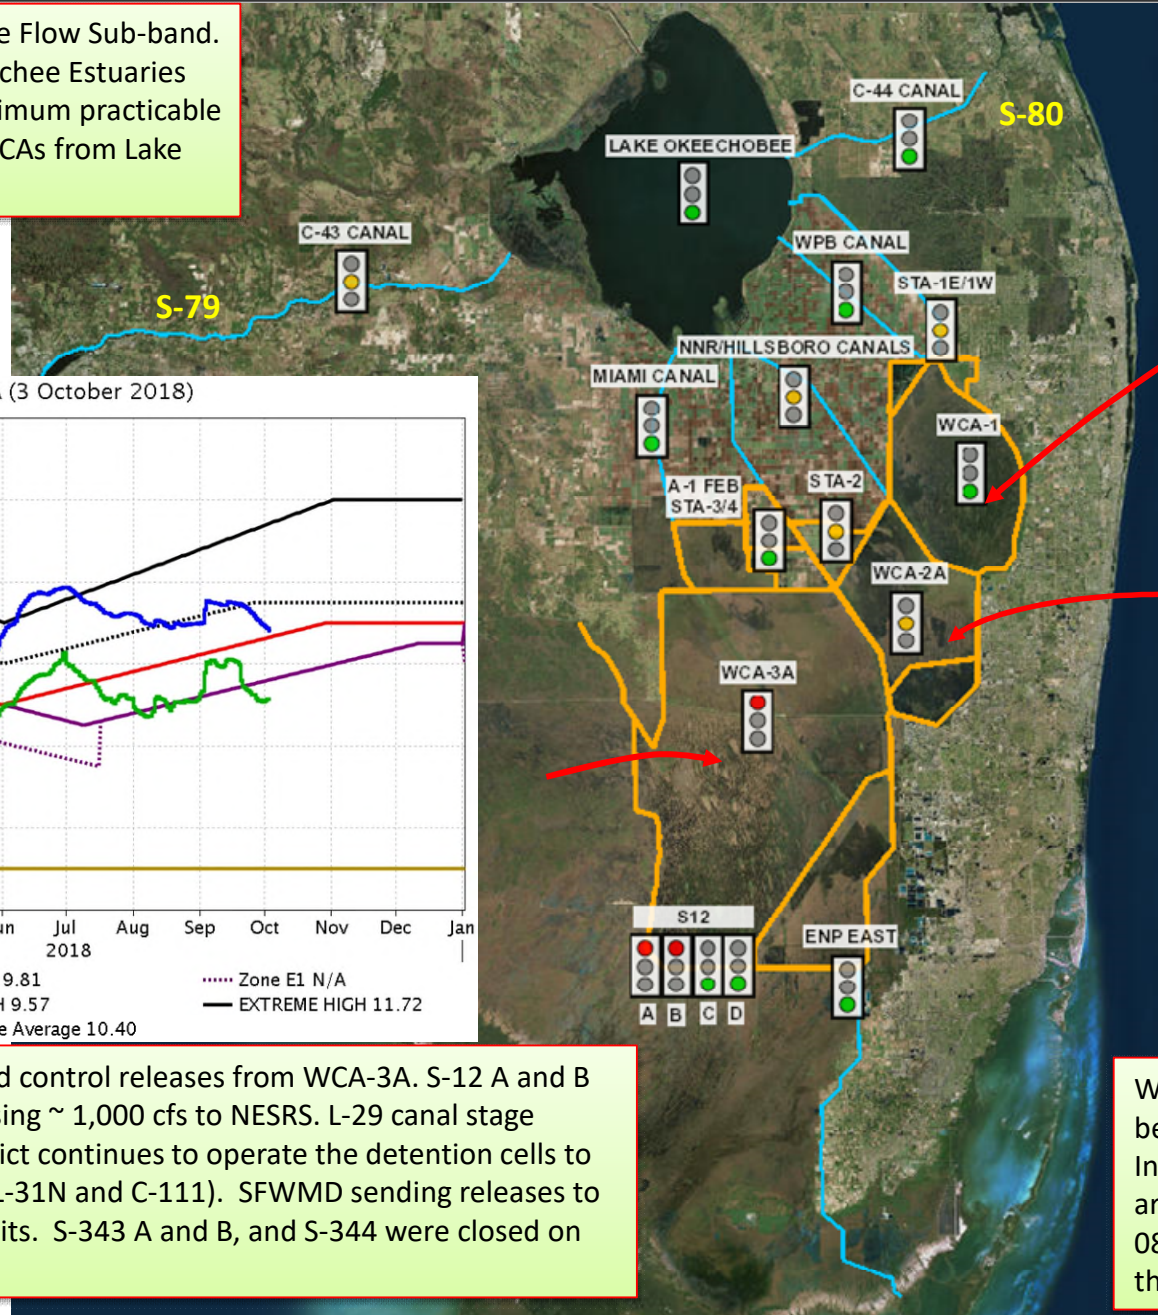 e Flow Sub-band.
chee Estuaries
imum practicable
CAs from Lake
C-44 CANAL
S-80
LAKE OKEECHOBEE
C-43 CANAL
WPB CANAL
S-79
STA-1E/1W
NNR/HILLSBORO CANALS
MIAMI CANAL
(3 October 2018)
WCA-1
A-1 FEB
STA-3/4
STA-2
WCA-2A
WCA-3A
S12
A B C D
ENP EAST
un Jul Aug Sep Oct Nov Dec Jan
2018
9.81
Zone E1 N/A
H 9.57
EXTREME HIGH 11.72
e Average 10.40
d control releases from WCA-3A. S-12 A and B
sing ~ 1,000 cfs to NESRS. L-29 canal stage
ict continues to operate the detention cells to
L-31N and C-111). SFWMD sending releases to
its. S-343 A and B, and S-344 were closed on
W
be
In
ar
08
th